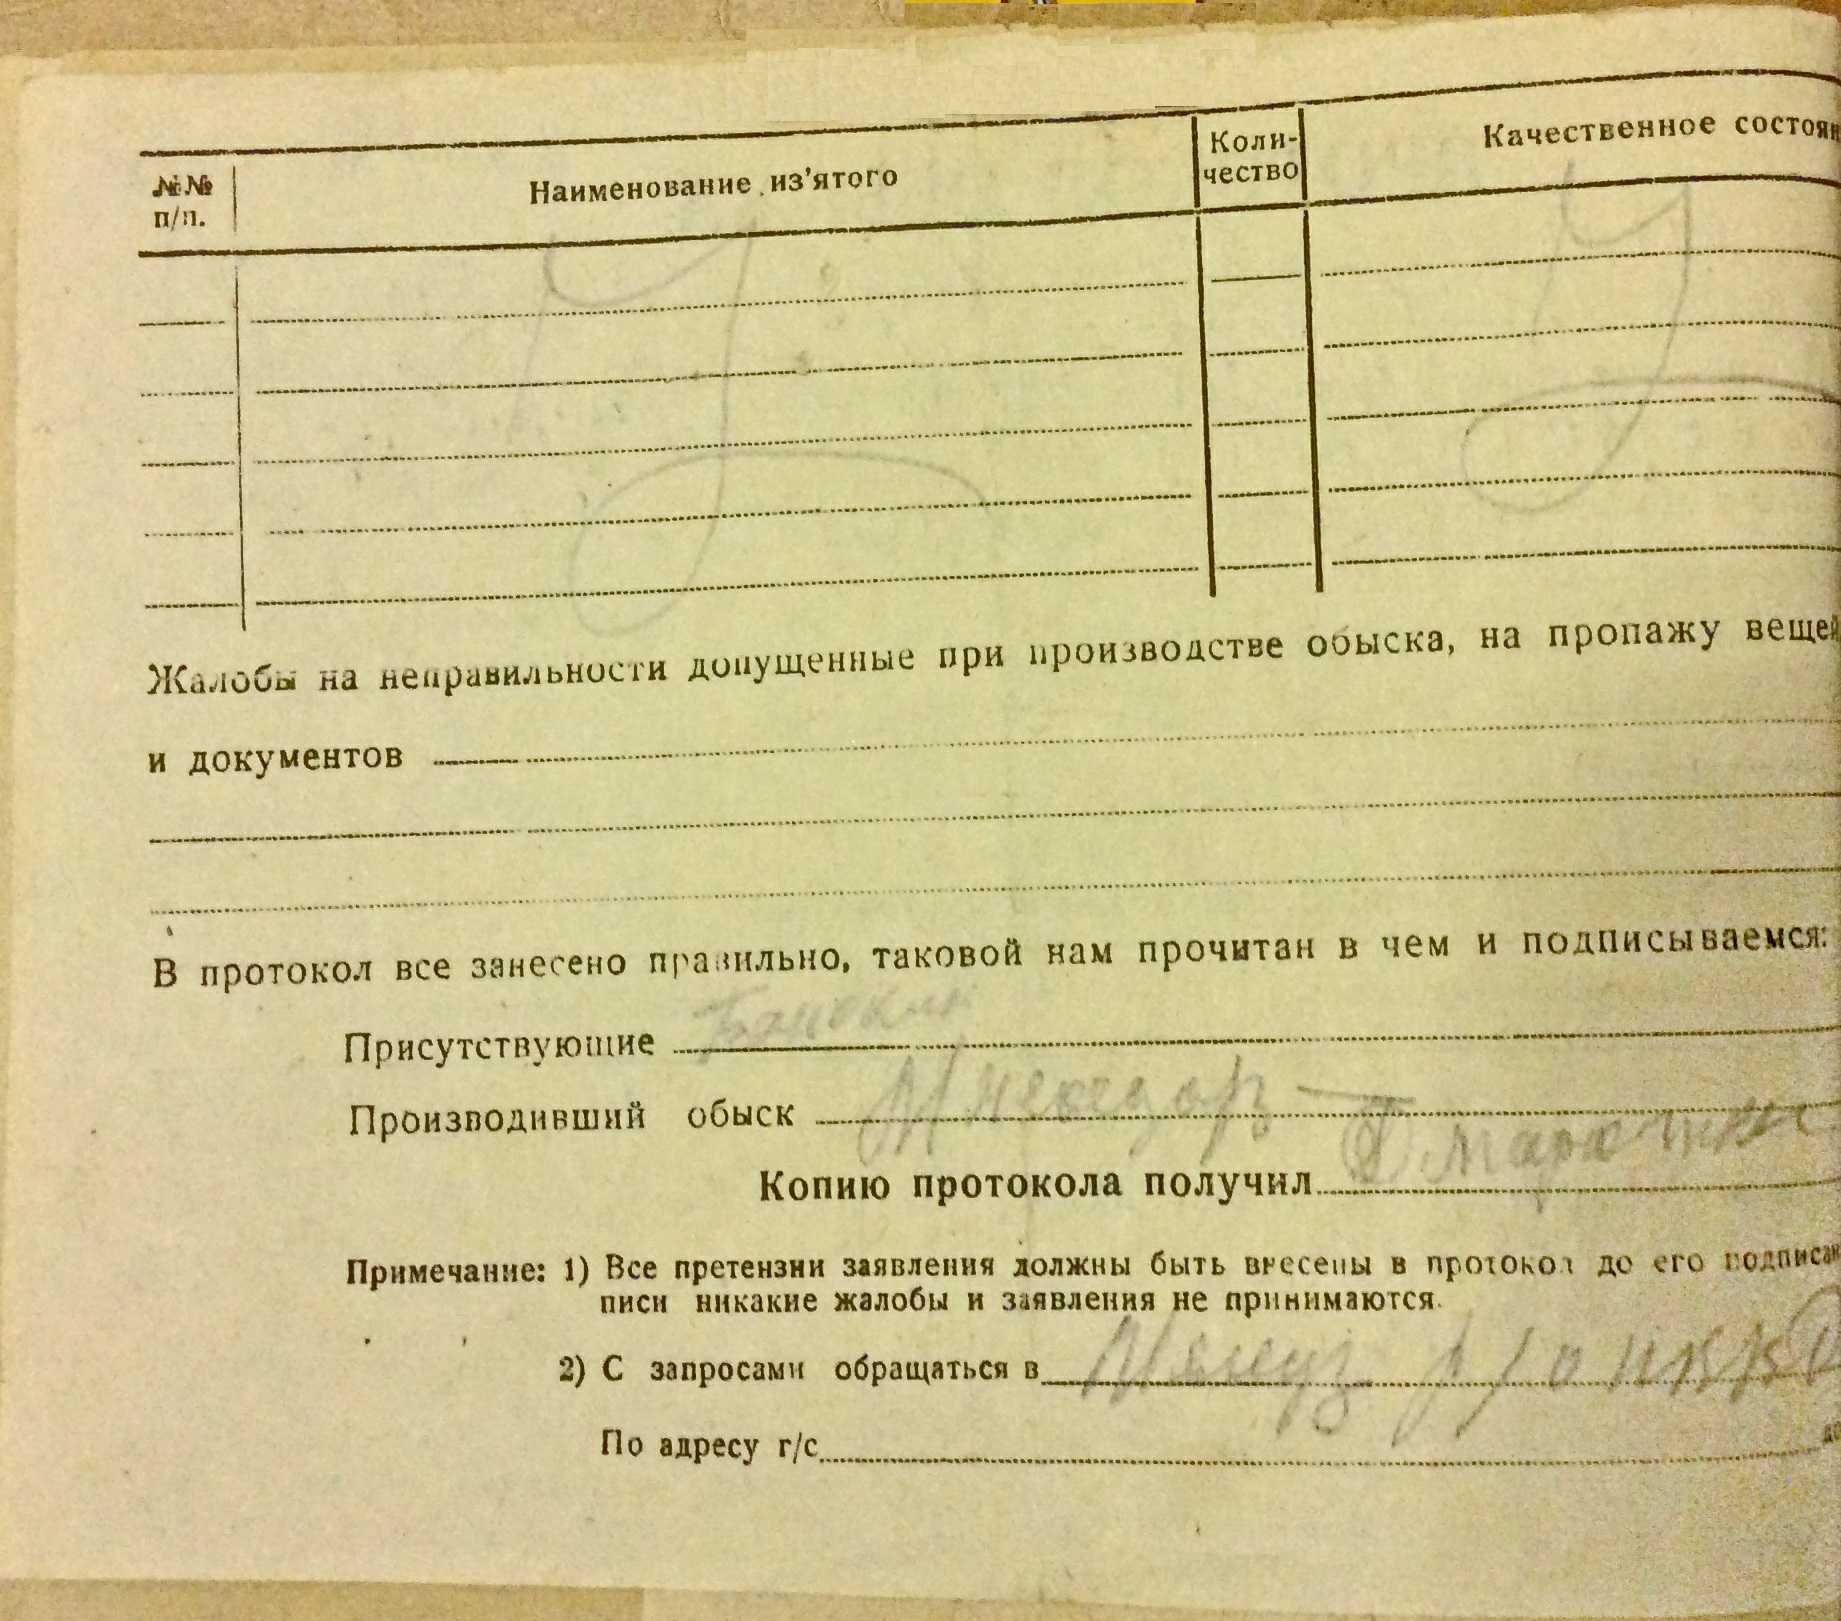 №№ п/п.
Наименование из'ятого
Коли-
чество
Качественное состоян
Жалобы на неправильности допущенные при производстве обыска, на пропажу вещей
и документов
В протокол все занесено правильно, таковой нам прочитан в чем и подписываемся:
Присутствующие
Производивший обыск
Копию протокола получил
Примечание: 1) Все претензии заявления должны быть внесены в протокол до его подписан
писи никакие жалобы и заявления не принимаются.
2) С запросами обращаться в
По адресу г/с